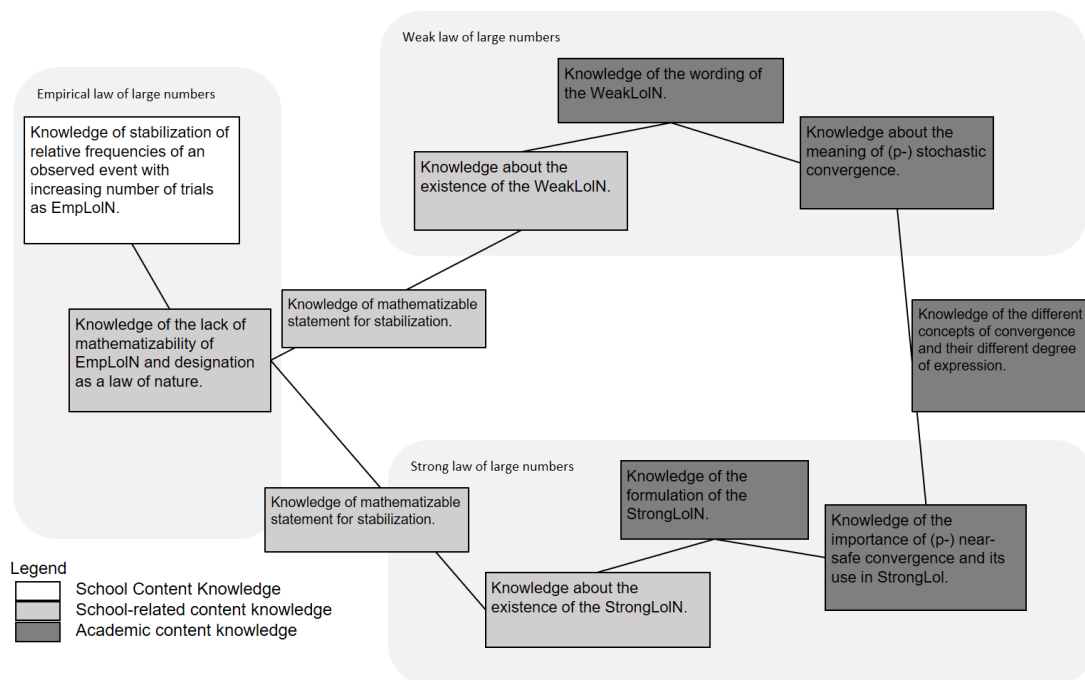 Weak law of large numbers
Knowledge of the wording of
the WeakLolN.
Knowledge about the
meaning of (p-) stochastic
convergence.
Knowledge about the
existence of the WeakLolN.
Empirical law of large numbers
Knowledge of stabilization of
relative frequencies of an
observed event with
increasing number of trials
as EmpLolN.
Knowledge of mathematizable
statement for stabilization.
Knowledge of the lack of
mathematizability of
EmpLolN and designation
as a law of nature.
Knowledge of the different
concepts of convergence
and their different degree
of expression.
Strong law of large numbers
Knowledge of the
formulation of the
StrongLolN.
Knowledge of mathematizable
statement for stabilization.
Knowledge of the
importance of (p-) near-
safe convergence and its
use in StrongLol.
Knowledge about the
existence of the StrongLolN.
Legend
School Content Knowledge
School-related content knowledge
Academic content knowledge